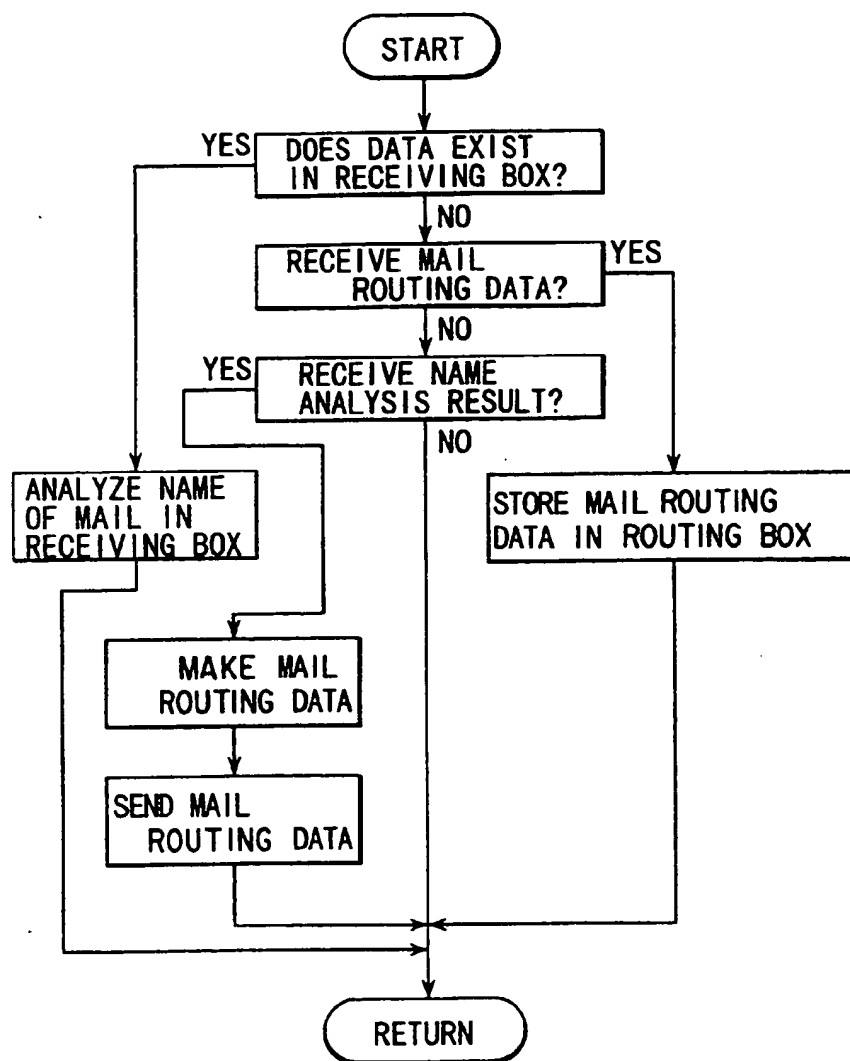 START
YES
DOES DATA EXIST
IN RECEIVING BOX?
NO
RECEIVE MAIL
ROUTING DATA?
YES
NO
YES
RECEIVE NAME
ANALYSIS RESULT?
NO
ANALYZE NAME
OF MAIL IN
RECEIVING BOX
STORE MAIL ROUTING
DATA IN ROUTING BOX
MAKE MAIL
ROUTING DATA
SEND MAIL
ROUTING DATA
RETURN